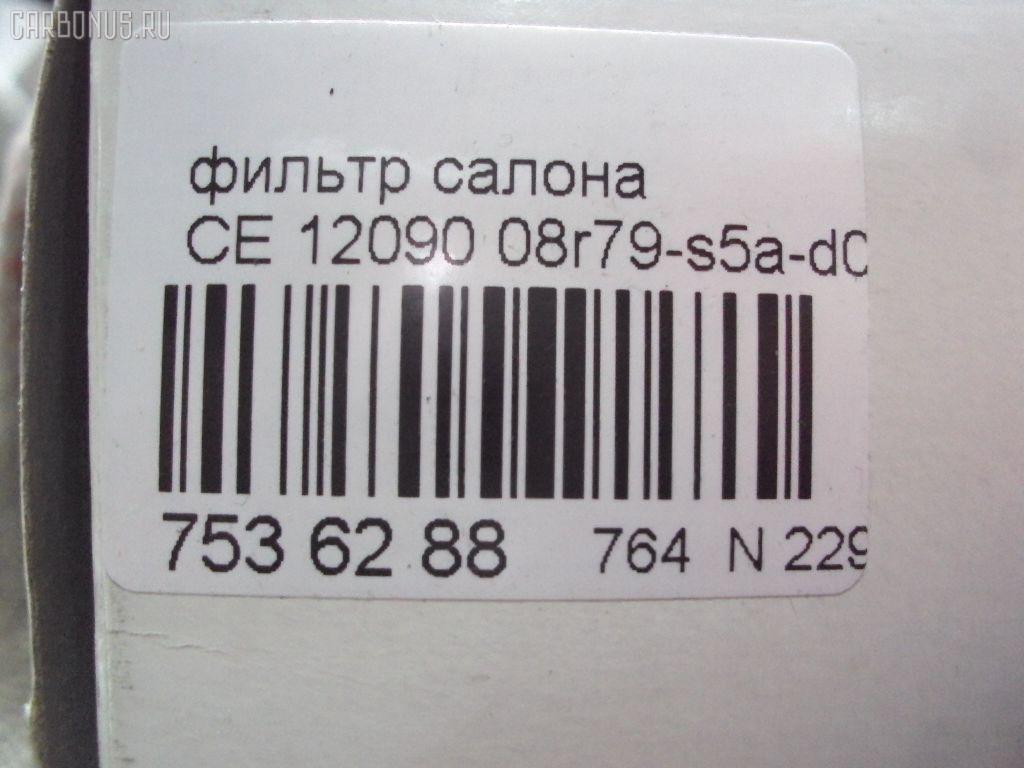 CARBONUS.RU
фильтр салона
CE 12090 08r79-s5a-d0
753 62 88 764 N 229